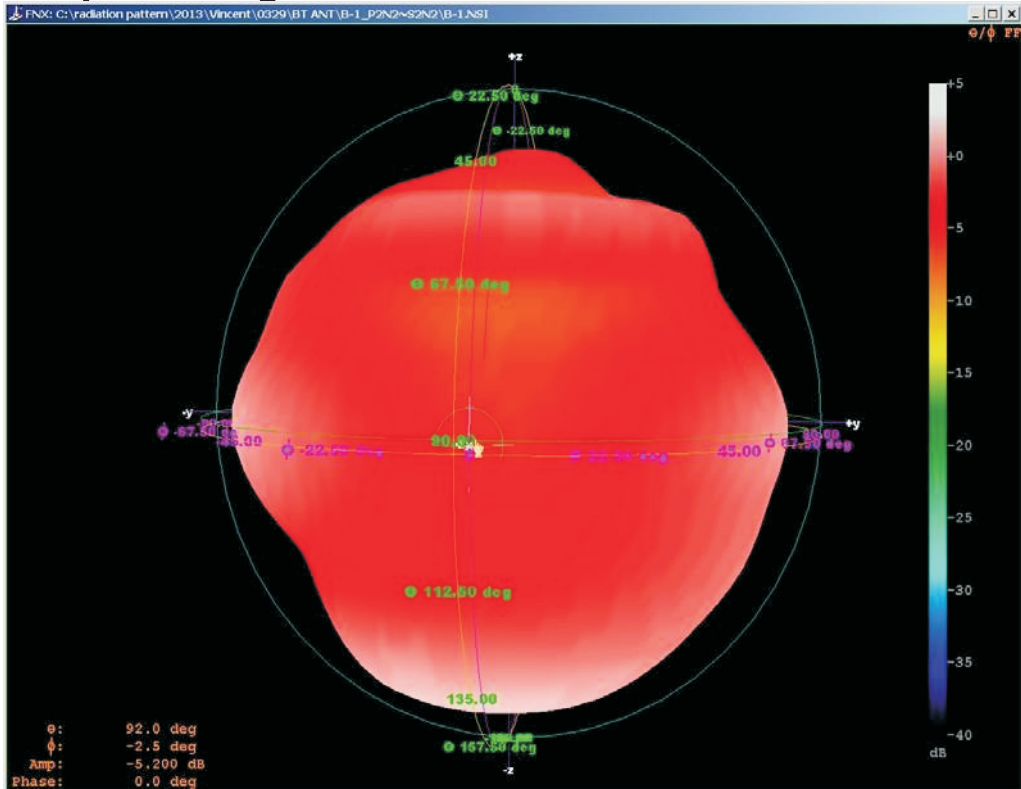 FNX: C:\radiation pattern\2013\Vincent\0329\BT ANT\B-1_P2N2~S2N2\B-1.NSI
Θ/ϕ FF
+z
Θ 22.50 deg
Θ -22.50 deg
45.00
+5
+0
-5
-10
-15
-20
-25
-30
-35
-40
dB
Θ 67.50 deg
-y
+y
ϕ -67.50
45.00
90.00
ϕ -22.50 deg
45.00
ϕ 67.50 deg
Θ 112.50 deg
135.00
Θ 157.50 deg
-z
Θ: 92.0 deg
ϕ: -2.5 deg
Amp: -5.200 dB
Phase: 0.0 deg